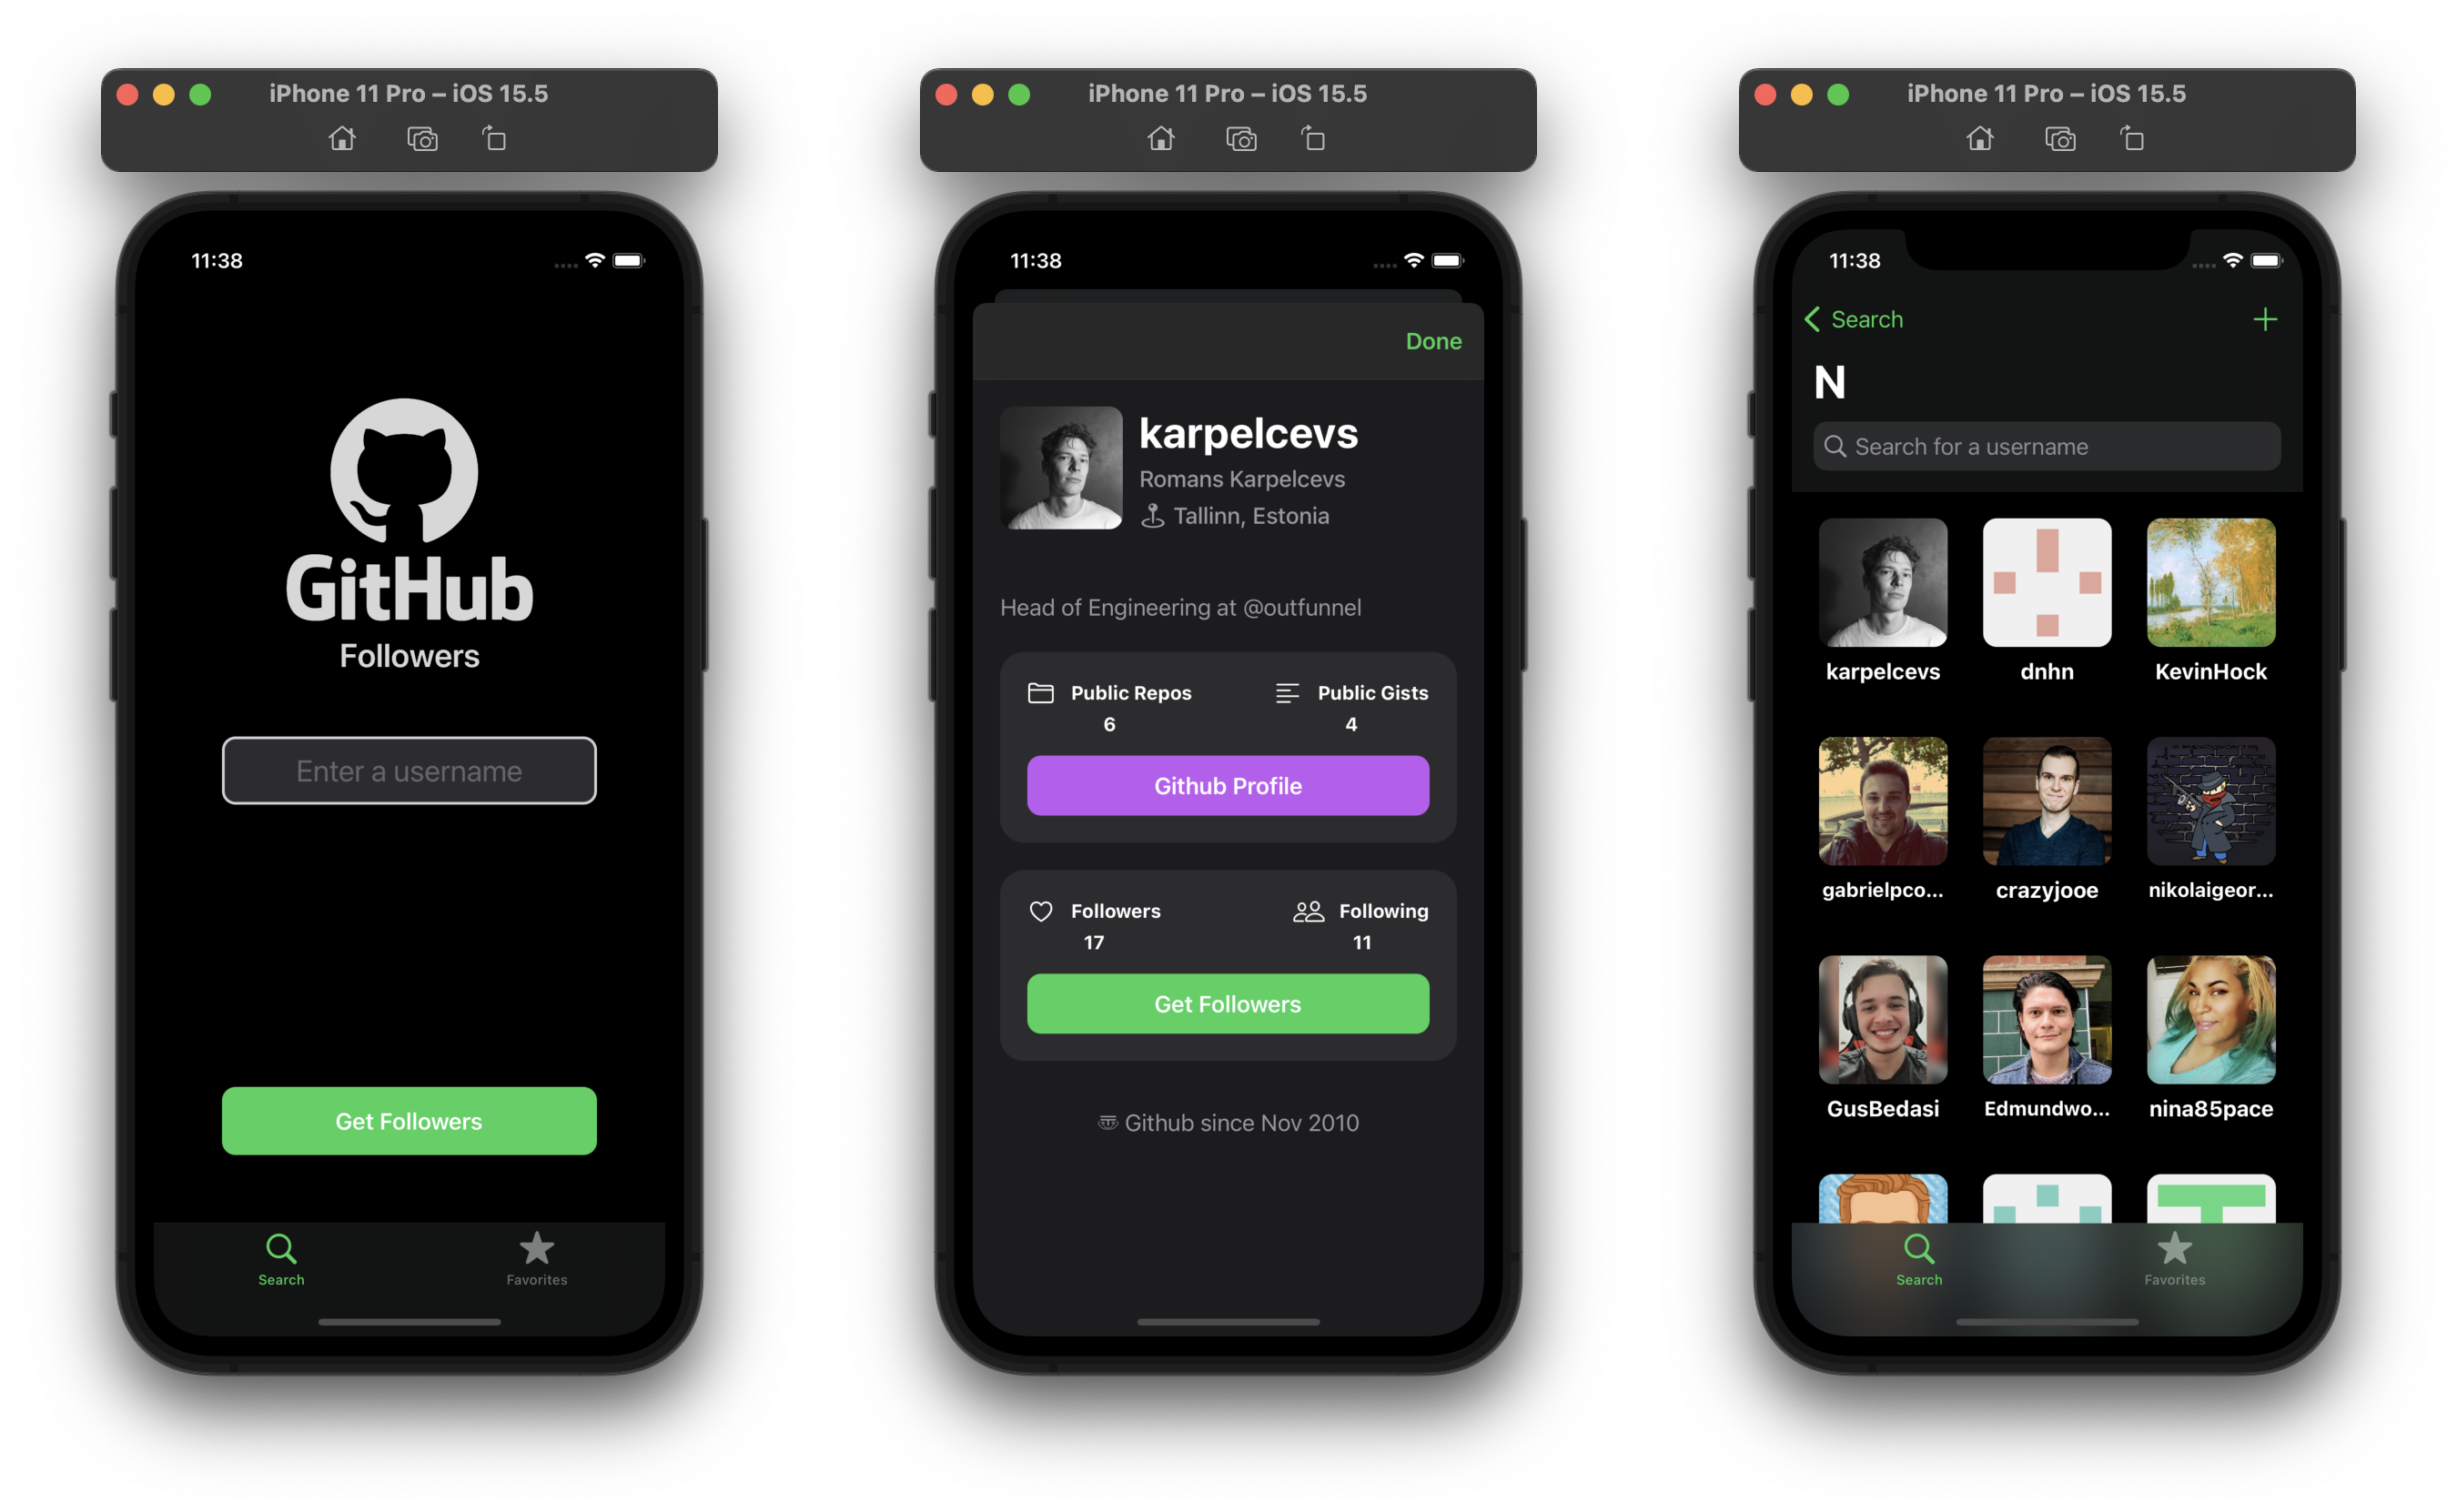 iPhone 11 Pro – iOS 15.5
11:38
GitHub
Followers
Enter a username
Get Followers
Search
Favorites
iPhone 11 Pro – iOS 15.5
11:38
Done
karpelcevs
Romans Karpelcevs
Tallinn, Estonia
Head of Engineering at @outfunnel
Public Repos
6
Public Gists
4
Github Profile
Followers
17
Following
11
Get Followers
Github since Nov 2010
iPhone 11 Pro – iOS 15.5
11:38
Search
N
Search for a username
karpelcevs
dnhn
KevinHock
gabrielpco...
crazyjooe
nikolaigeor...
GusBedasi
Edmundwo...
nina85pace
Search
Favorites